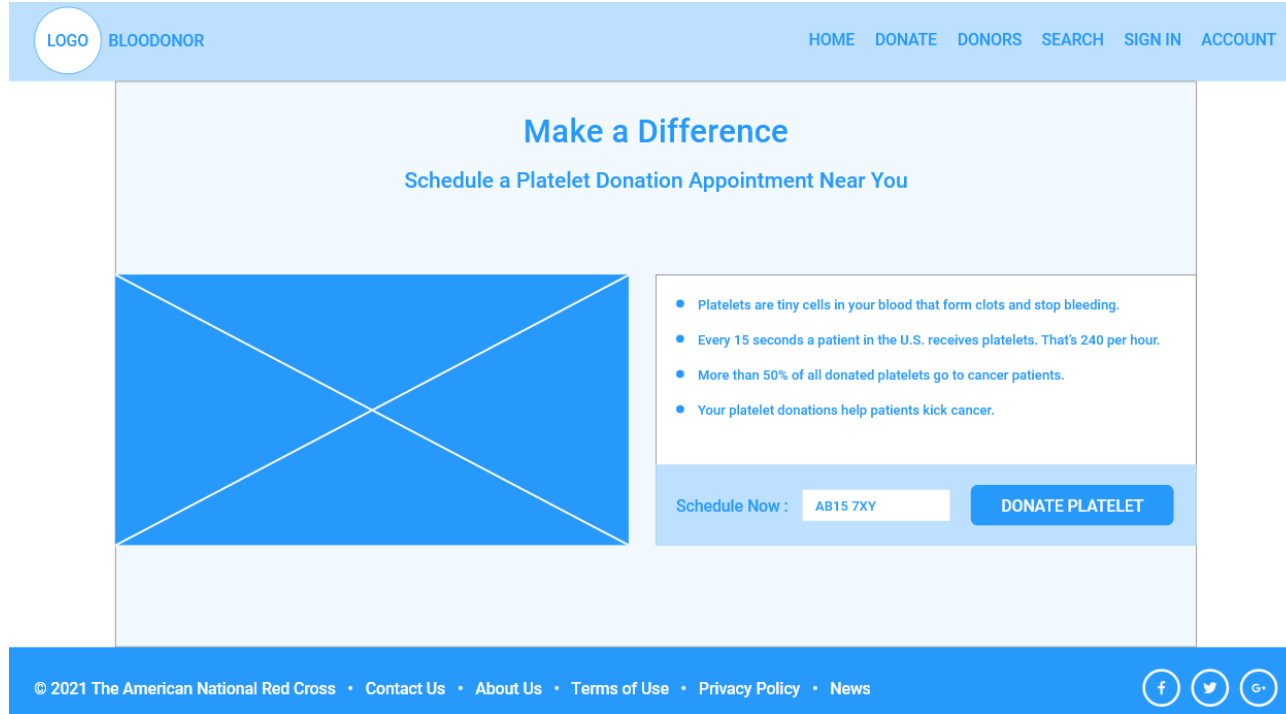 LOGO BLOODONOR HOME DONATE DONORS SEARCH SIGN IN ACCOUNT
Make a Difference
Schedule a Platelet Donation Appointment Near You
Platelets are tiny cells in your blood that form clots and stop bleeding.
Every 15 seconds a patient in the U.S. receives platelets. That's 240 per hour.
More than 50% of all donated platelets go to cancer patients.
Your platelet donations help patients kick cancer.
Schedule Now : AB15 7XY DONATE PLATELET
© 2021 The American National Red Cross • Contact Us • About Us • Terms of Use • Privacy Policy • News